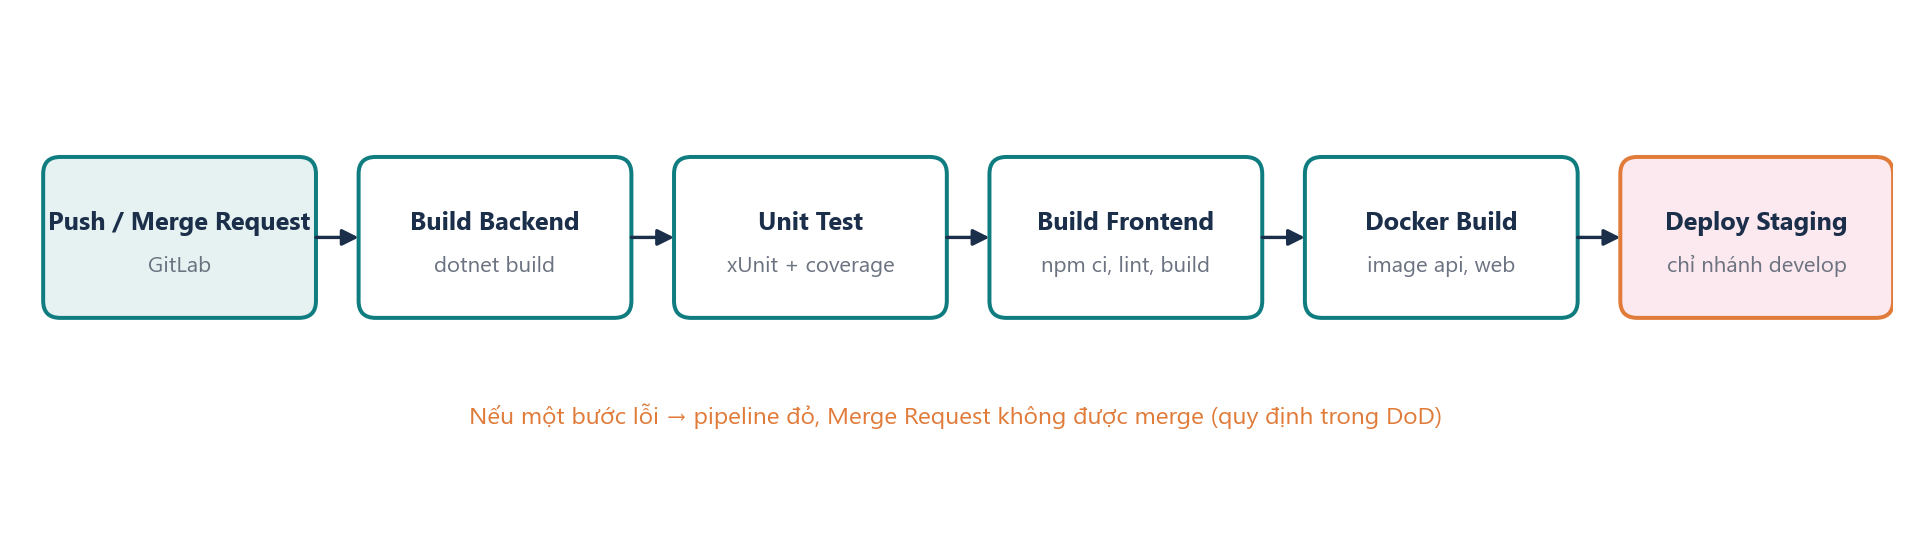 Push / Merge Request
GitLab
Build Backend
dotnet build
Unit Test
xUnit + coverage
Build Frontend
npm ci, lint, build
Docker Build
image api, web
Deploy Staging
chỉ nhánh develop
Nếu một bước lỗi → pipeline đỏ, Merge Request không được merge (quy định trong DoD)